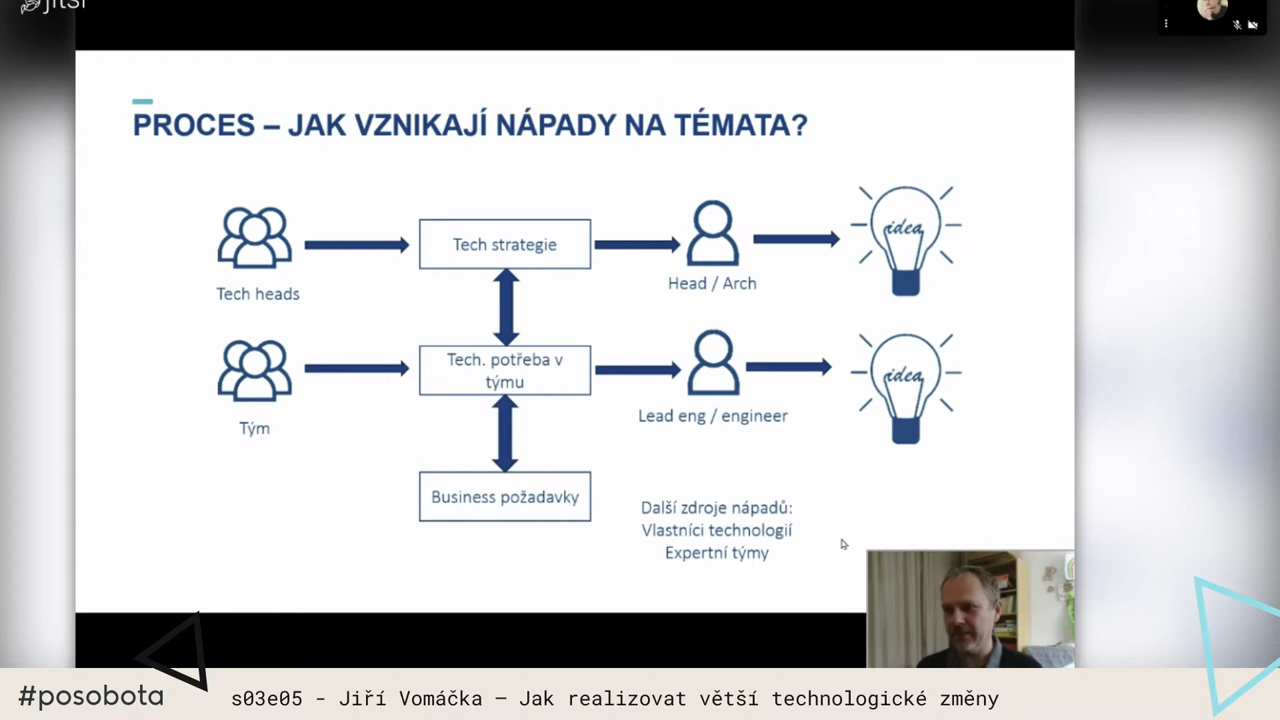 jitsi
PROCES – JAK VZNIKAJÍ NÁPADY NA TÉMATA?
Tech heads
Tech strategie
Head / Arch
idea
Tým
Tech. potřeba v
týmu
Lead eng / engineer
idea
Business požadavky
Další zdroje nápadů:
Vlastníci technologií
Expertní týmy
#posobota
s03e05 - Jiří Vomáčka – Jak realizovat větší technologické změny